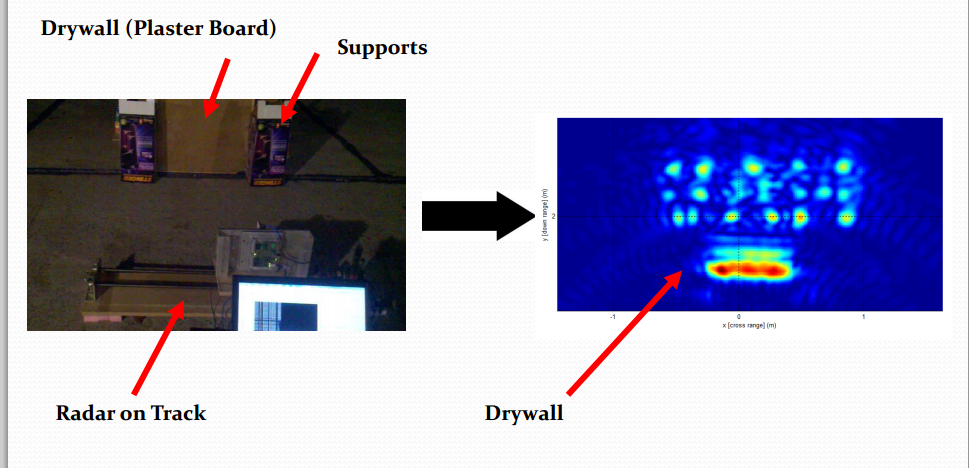 Drywall (Plaster Board)
Supports
y [down range] (m)
2
-1
0
1
x [cross range] (m)
Radar on Track
Drywall